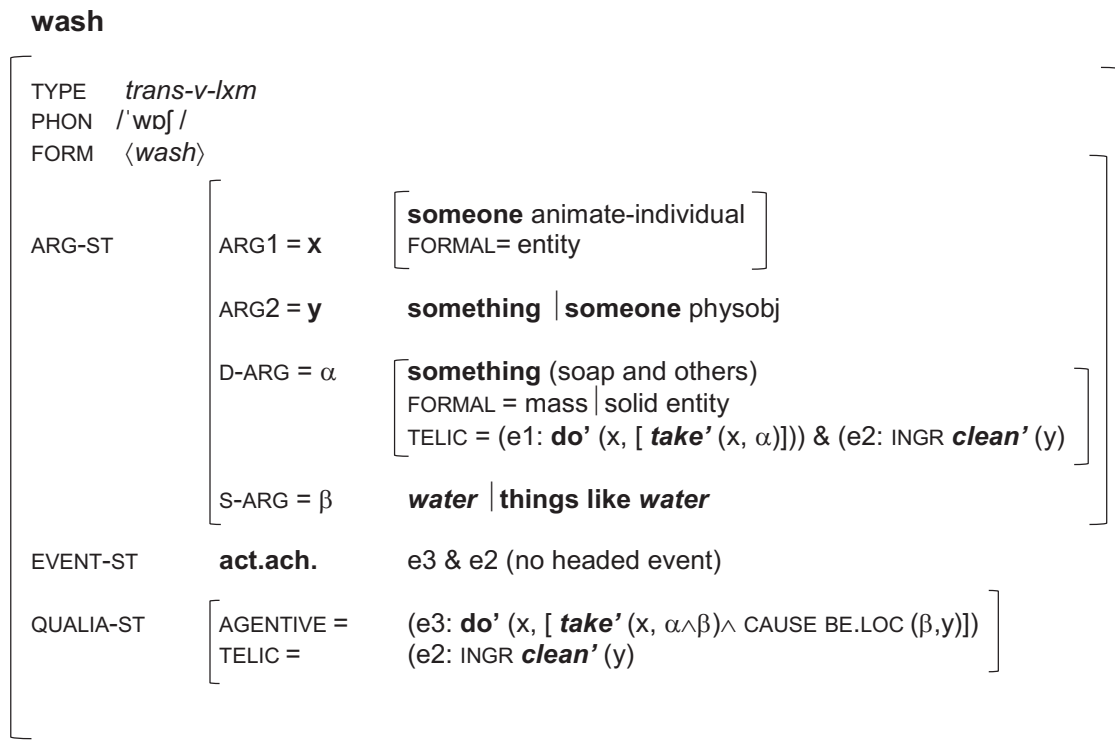 wash
TYPE trans-v-lxm
PHON /ˈwɒʃ /
FORM ⟨wash⟩
someone animate-individual
ARG-ST ARG1 = x FORMAL= entity
ARG2 = y something | someone physobj
D-ARG = α something (soap and others)
FORMAL = mass | solid entity
TELIC = (e1: do’ (x, [ take’ (x, α)])) & (e2: INGR clean’ (y)
S-ARG = β water | things like water
EVENT-ST act.ach. e3 & e2 (no headed event)
QUALIA-ST AGENTIVE = (e3: do’ (x, [ take’ (x, α∧β)∧ CAUSE BE.LOC (β,y)])
TELIC = (e2: INGR clean’ (y)